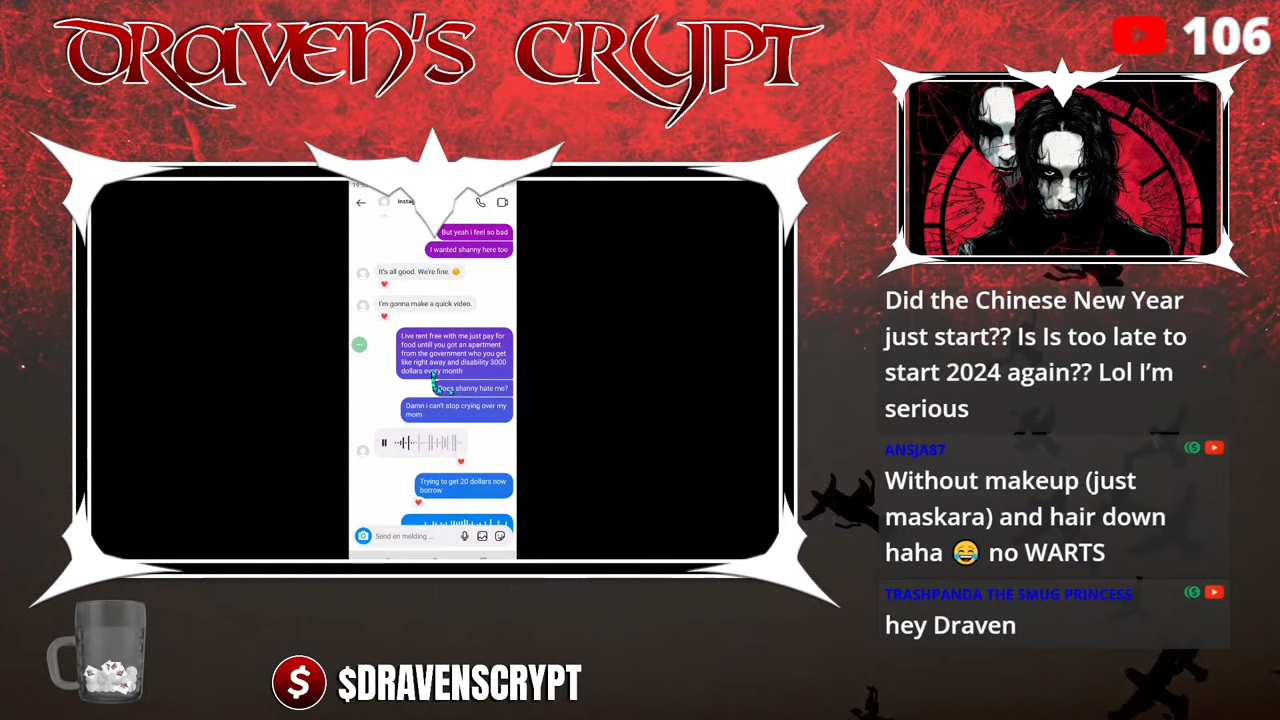 DRAVEN'S CRYPT
106
But yeah i feel so bad
I wanted shanny here too
It's all good. We're fine. 😊
I'm gonna make a quick video.
Live rent free with me just pay for
food untill you got an apartment
from the government who you get
like right away and disability 3000
dollars every month
Does shanny hate me?
Damn i can't stop crying over my
mom
Trying to get 20 dollars now
borrow
Send en melding ...
Did the Chinese New Year
just start?? Is Is too late to
start 2024 again?? Lol I'm
serious
ANSJA87
Without makeup (just
maskara) and hair down
haha 😂 no WARTS
TRASHPANDA THE SMUG PRINCESS
hey Draven
$ $DRAVENSCRYPT